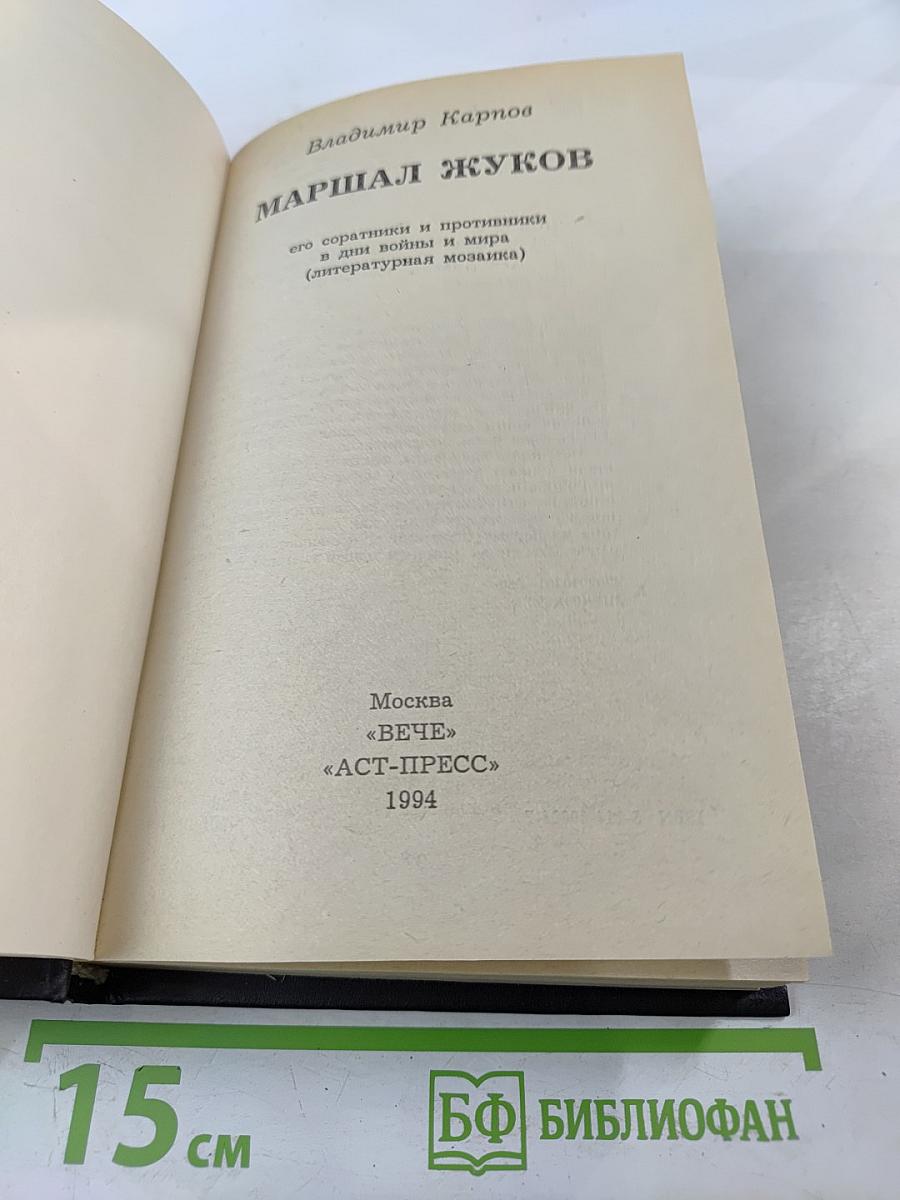 Владимир Карпов
МАРШАЛ ЖУКОВ
его соратники и противники
в дни войны и мира
(литературная мозаика)
Москва
«ВЕЧЕ»
«АСТ-ПРЕСС»
1994
15 см
БФ БИБЛИОФАН